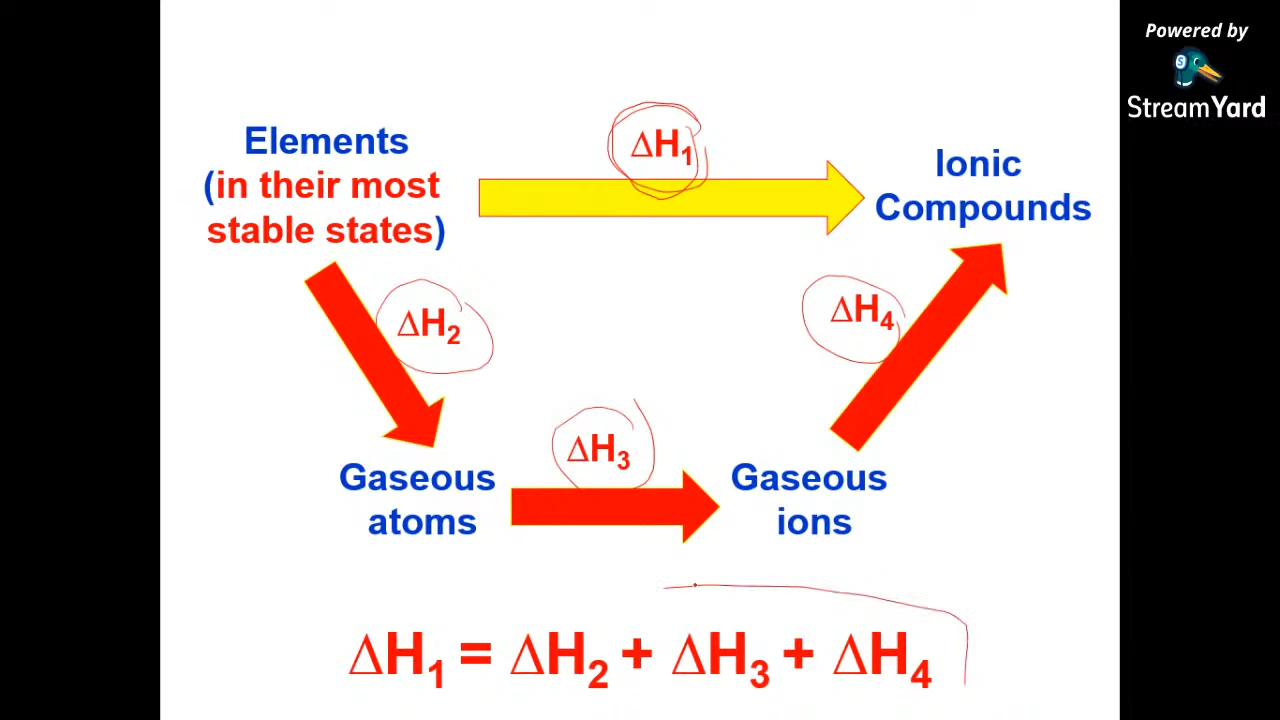 Powered by
StreamYard
Elements
(in their most
stable states)
ΔH₁
Ionic
Compounds
ΔH₂
ΔH₄
ΔH₃
Gaseous
atoms
Gaseous
ions
ΔH₁ = ΔH₂ + ΔH₃ + ΔH₄